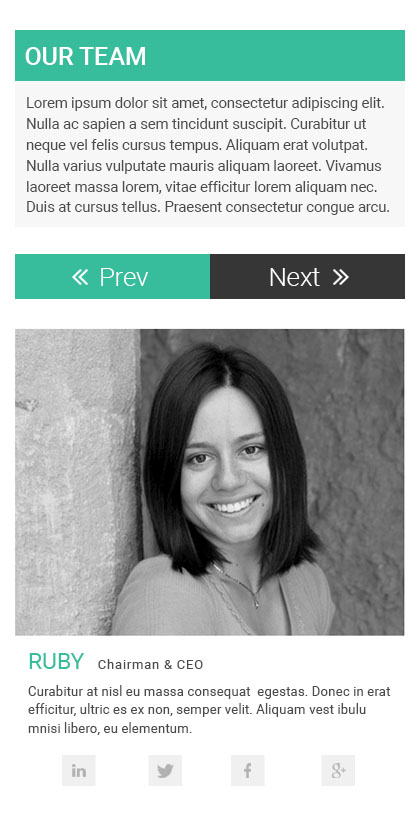 OUR TEAM
Lorem ipsum dolor sit amet, consectetur adipiscing elit.
Nulla ac sapien a sem tincidunt suscipit. Curabitur ut
neque vel felis cursus tempus. Aliquam erat volutpat.
Nulla varius vulputate mauris aliquam laoreet. Vivamus
laoreet massa lorem, vitae efficitur lorem aliquam nec.
Duis at cursus tellus. Praesent consectetur congue arcu.
« Prev Next »
RUBY Chairman & CEO
Curabitur at nisl eu massa consequat egestas. Donec in erat
efficitur, ultric es ex non, semper velit. Aliquam vest ibulu
mnisi libero, eu elementum.
in f g+